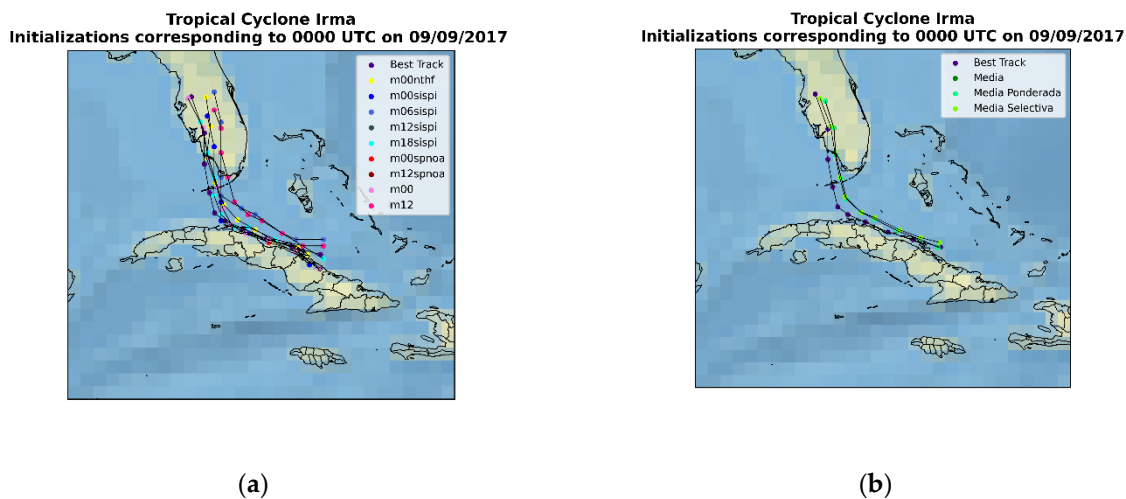 Tropical Cyclone Irma
Initializations corresponding to 0000 UTC on 09/09/2017
Best Track
m00nthf
m00sispi
m06sispi
m12sispi
m18sispi
m00spnoa
m12spnoa
m00
m12
(a)
Tropical Cyclone Irma
Initializations corresponding to 0000 UTC on 09/09/2017
Best Track
Media
Media Ponderada
Media Selectiva
(b)